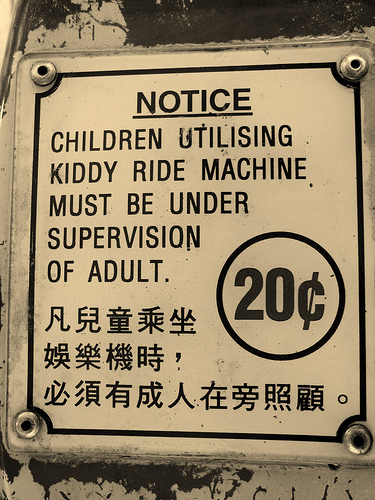 NOTICE
CHILDREN UTILISING
KIDDY RIDE MACHINE
MUST BE UNDER
SUPERVISION
OF ADULT.
20¢
凡兒童乘坐
娛樂機時，
必須有成人在旁照顧。